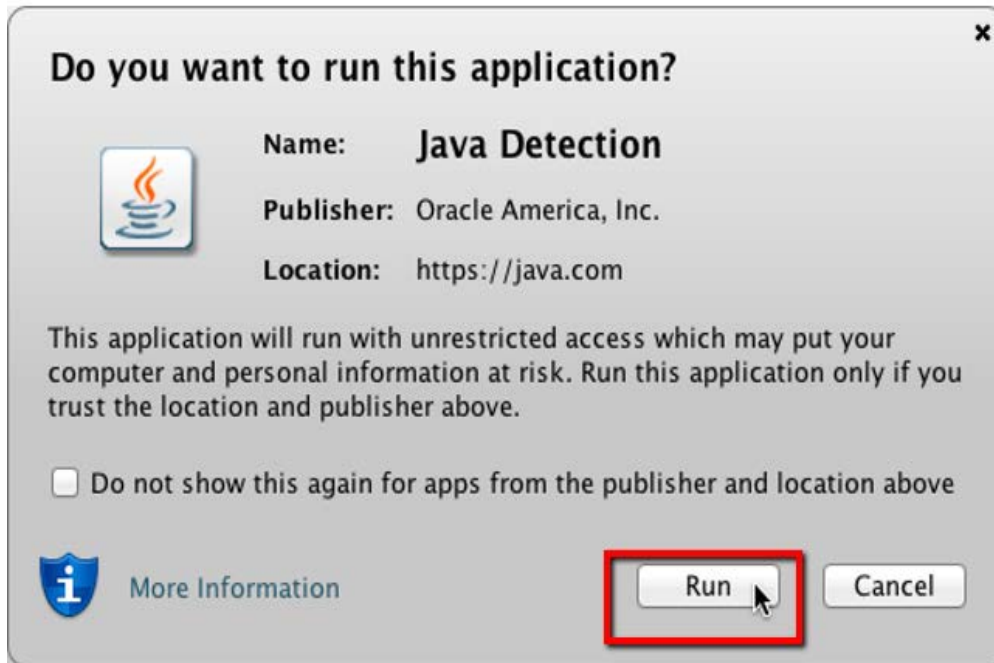 Do you want to run this application?
Name: Java Detection
Publisher: Oracle America, Inc.
Location: https://java.com
This application will run with unrestricted access which may put your
computer and personal information at risk. Run this application only if you
trust the location and publisher above.
Do not show this again for apps from the publisher and location above
More Information
Run
Cancel